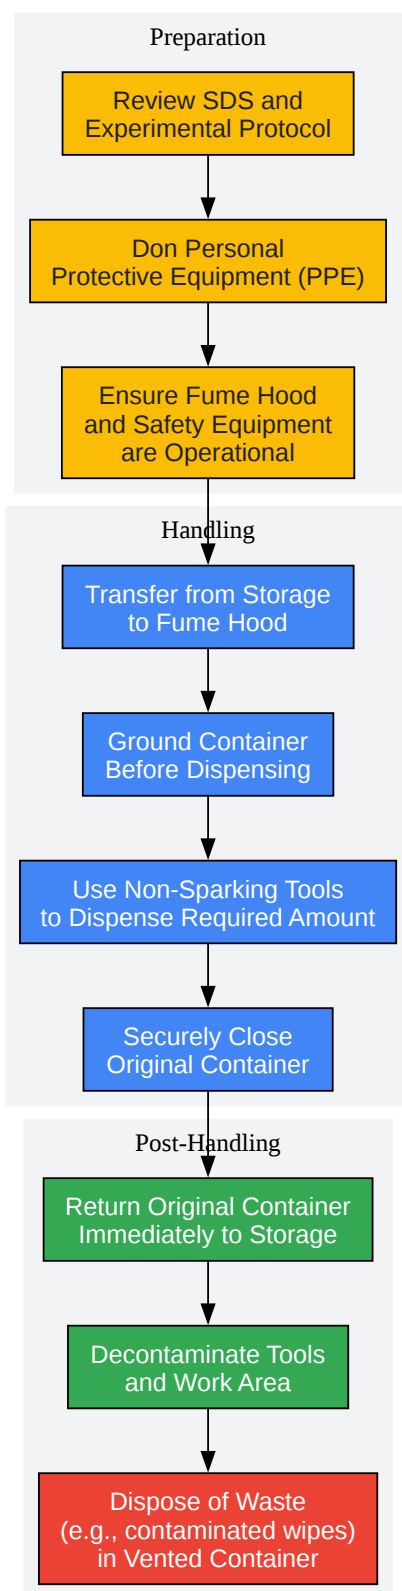 Preparation
Review SDS and
Experimental Protocol
Don Personal
Protective Equipment (PPE)
Ensure Fume Hood
and Safety Equipment
are Operational
Handling
Transfer from Storage
to Fume Hood
Ground Container
Before Dispensing
Use Non-Sparking Tools
to Dispense Required Amount
Securely Close
Original Container
Post-Handling
Return Original Container
Immediately to Storage
Decontaminate Tools
and Work Area
Dispose of Waste
(e.g., contaminated wipes)
in Vented Container